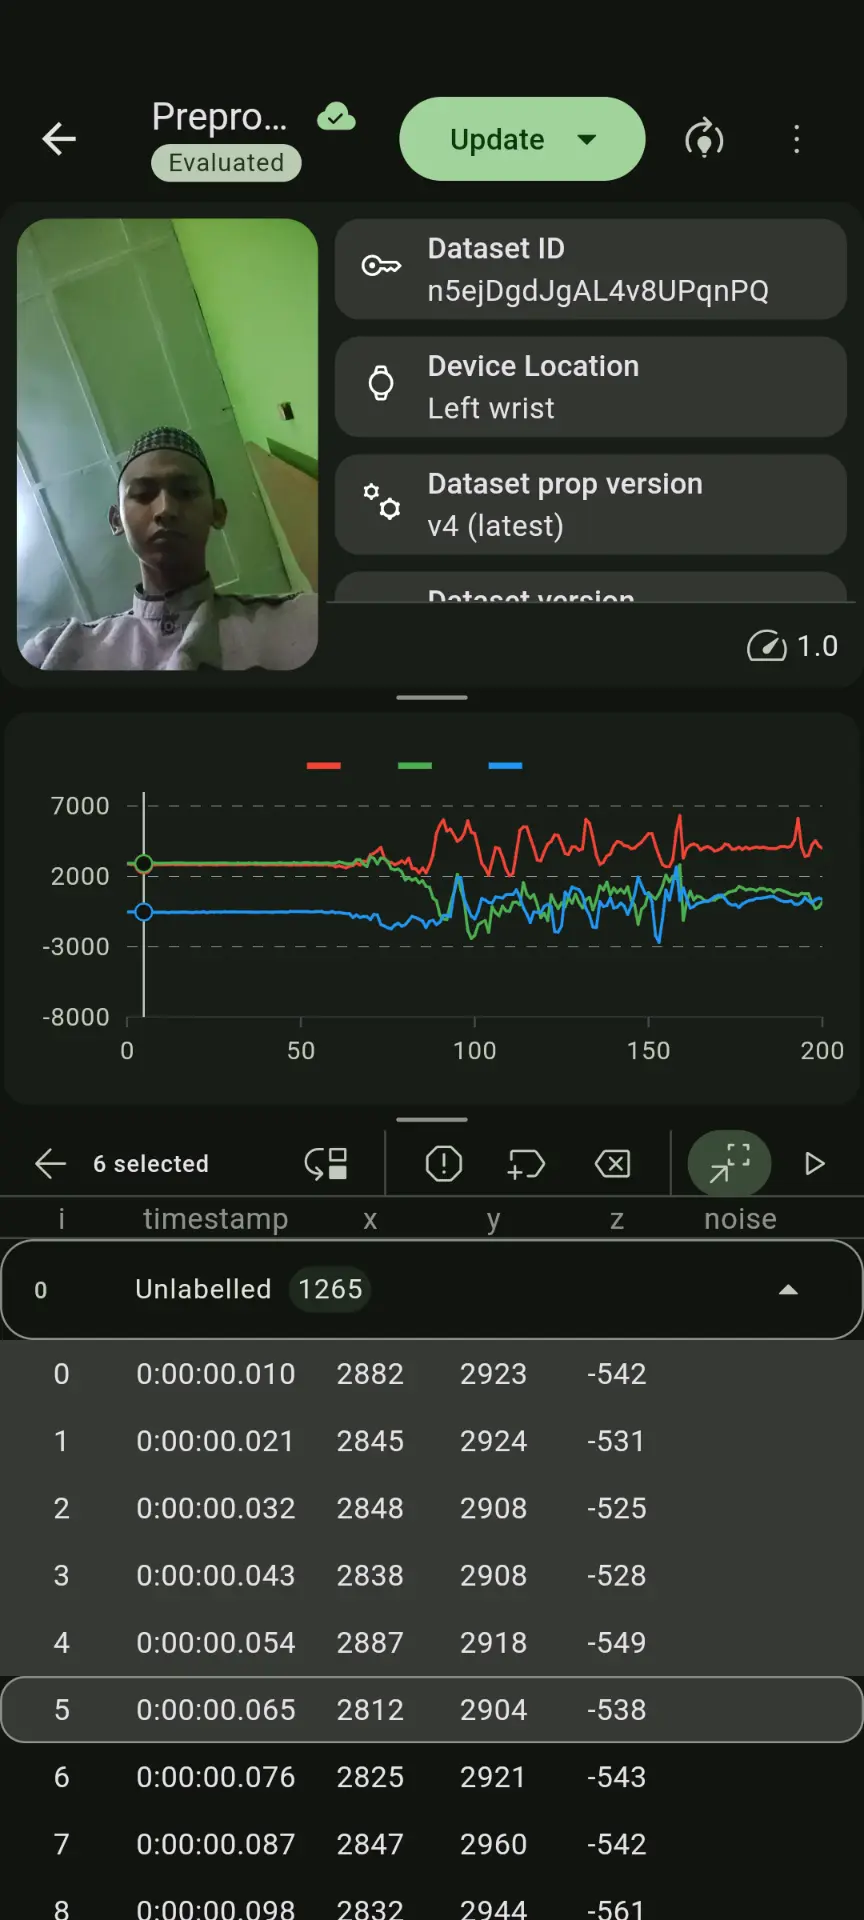 Prepro...
Evaluated
Update
Dataset ID
n5ejDgdJgAL4v8UPqnPQ
Device Location
Left wrist
Dataset prop version
v4 (latest)
Dataset version
1.0
7000
2000
-3000
-8000
0 50 100 150 200
6 selected
i timestamp x y z noise
0 Unlabelled 1265
0 0:00:00.010 2882 2923 -542
1 0:00:00.021 2845 2924 -531
2 0:00:00.032 2848 2908 -525
3 0:00:00.043 2838 2908 -528
4 0:00:00.054 2887 2918 -549
5 0:00:00.065 2812 2904 -538
6 0:00:00.076 2825 2921 -543
7 0:00:00.087 2847 2960 -542
8 0:00:00.098 2832 2944 -561